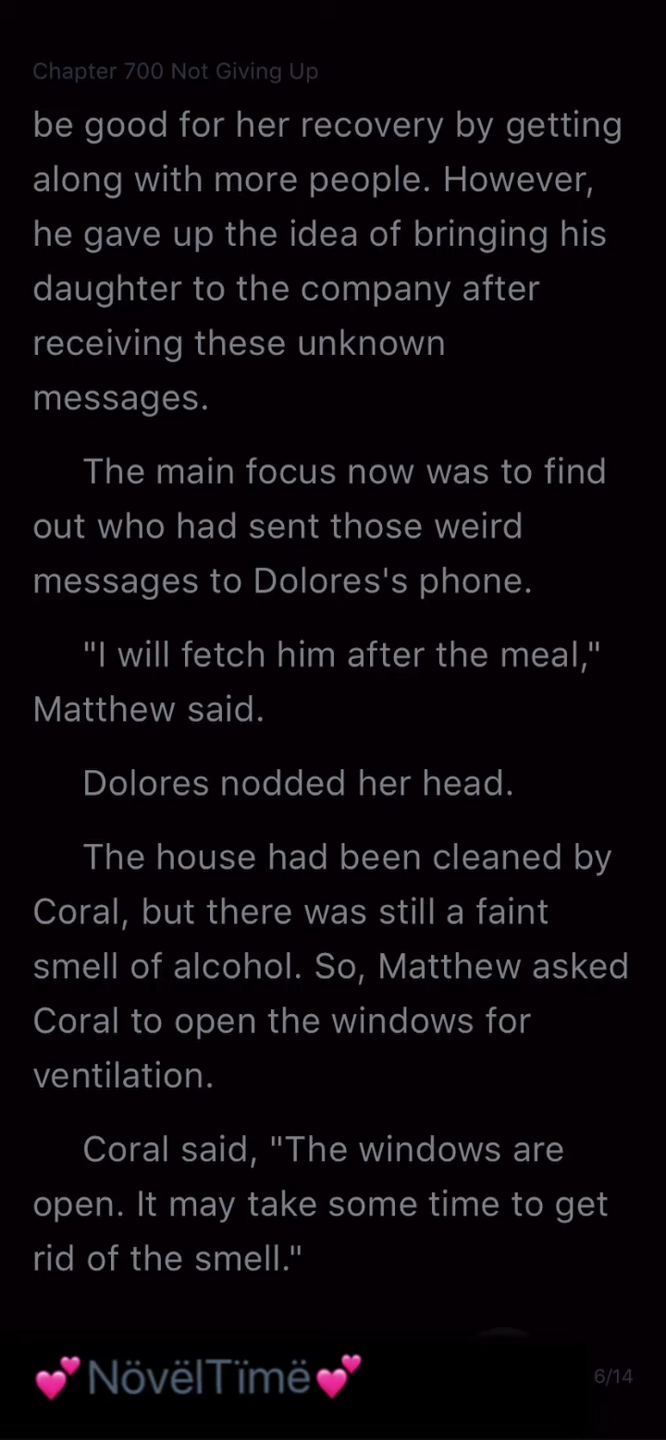 Chapter 700 Not Giving Up
be good for her recovery by getting
along with more people. However,
he gave up the idea of bringing his
daughter to the company after
receiving these unknown
messages.
The main focus now was to find
out who had sent those weird
messages to Dolores's phone.
"I will fetch him after the meal,"
Matthew said.
Dolores nodded her head.
The house had been cleaned by
Coral, but there was still a faint
smell of alcohol. So, Matthew asked
Coral to open the windows for
ventilation.
Coral said, "The windows are
open. It may take some time to get
rid of the smell."
💕NövëlTïmë💕
6/14